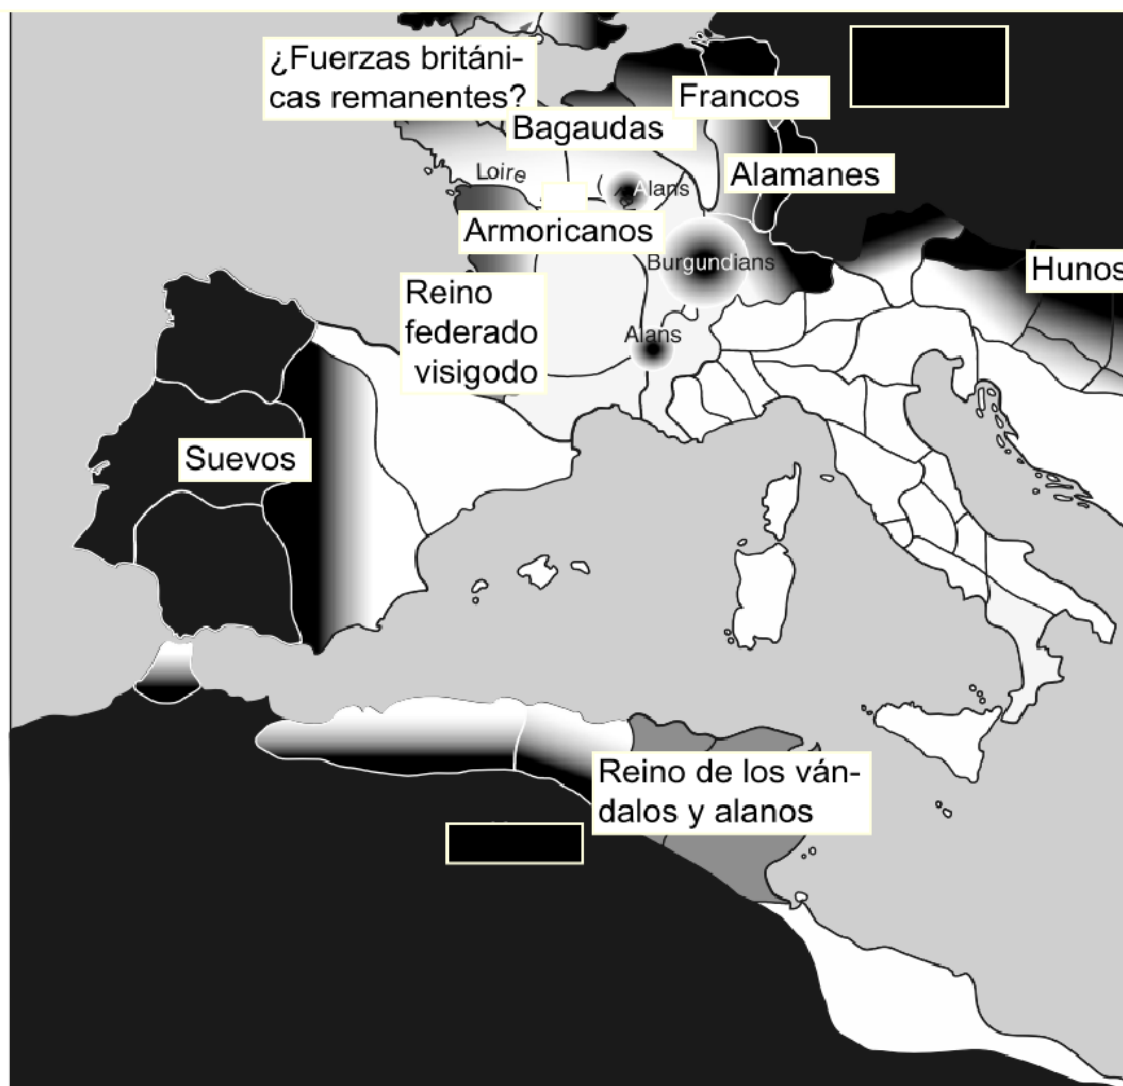 ¿Fuerzas británi-
cas remanentes?
Francos
Bagaudas
Loire
Alans
Alamanes
Armoricanos
Burgundians
Hunos
Reino
federado
visigodo
Alans
Suevos
Reino de los ván-
dalos y alanos